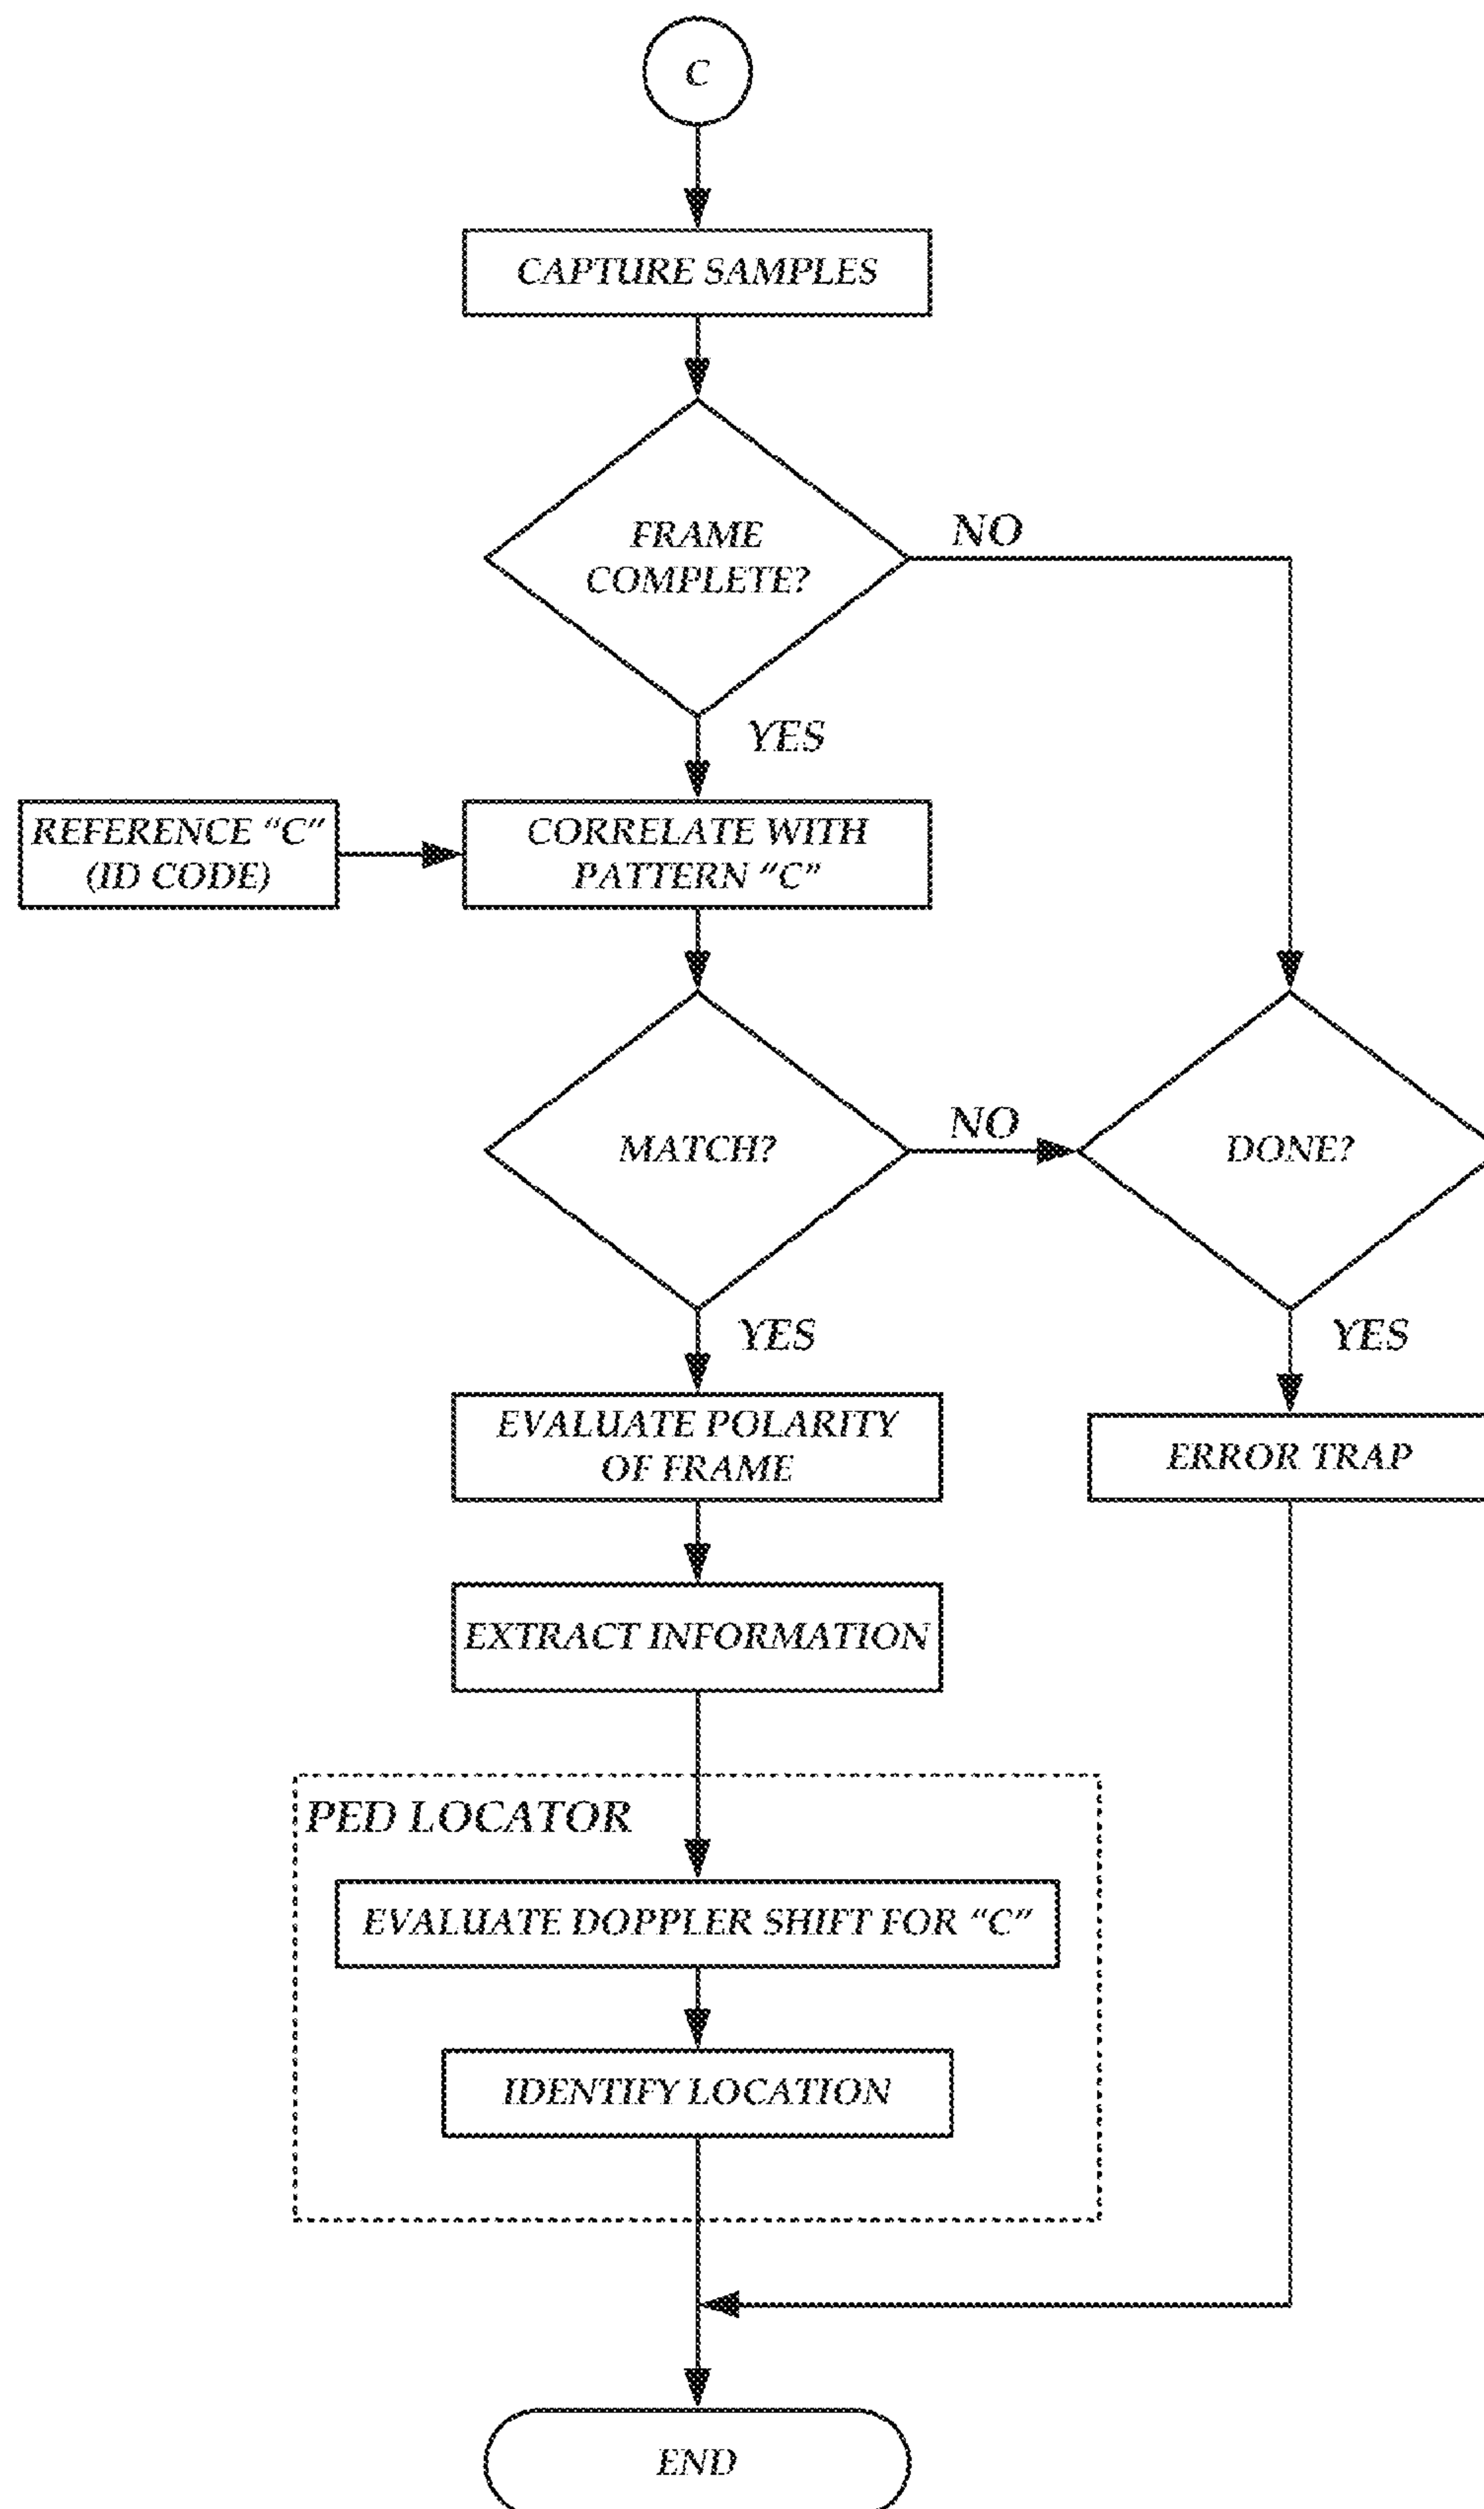 C
CAPTURE SAMPLES
FRAME
COMPLETE?
NO
YES
REFERENCE “C”
(ID CODE)
CORRELATE WITH
PATTERN “C”
MATCH?
NO
DONE?
YES
YES
EVALUATE POLARITY
OF FRAME
ERROR TRAP
EXTRACT INFORMATION
PED LOCATOR
EVALUATE DOPPLER SHIFT FOR “C”
IDENTIFY LOCATION
END